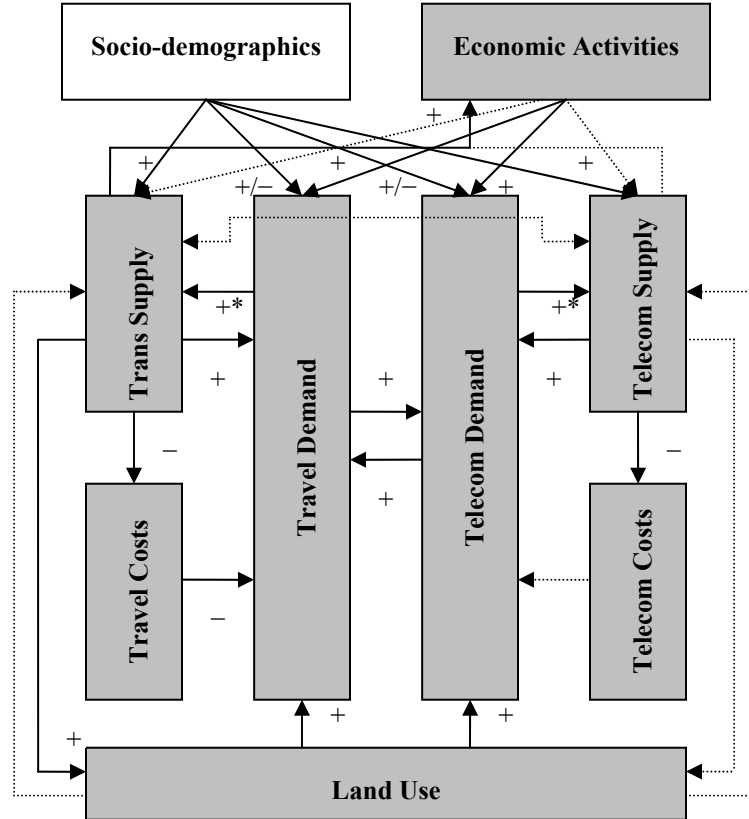 Socio-demographics
Economic Activities
+
+
+
+
+/−
+/−
+
Trans Supply
Travel Demand
Telecom Demand
Telecom Supply
+*
+*
+
+
+
+
−
−
Travel Costs
Telecom Costs
−
+
+
+
Land Use